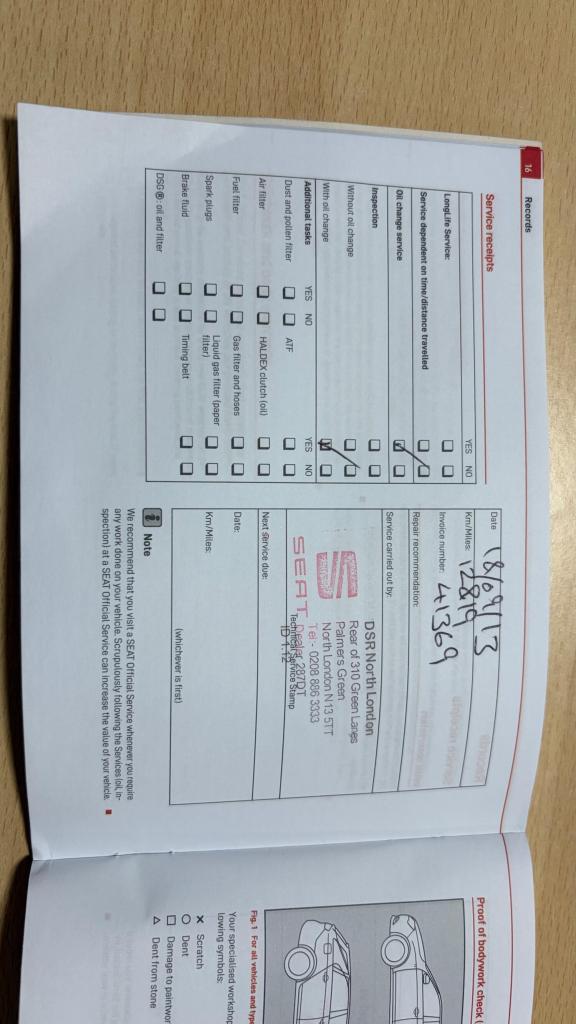 16
Records
Service receipts
YES NO
LongLife Service:
Service dependent on time/distance travelled
Oil change service
Inspection
Without oil change
With oil change
Additional tasks YES NO YES NO
Dust and pollen filter ATF
Air filter HALDEX clutch (oil)
Fuel filter Gas filter and hoses
Spark plugs Liquid gas filter (paper
filter)
Brake fluid Timing belt
DSG®: oil and filter
Date 18/09/13
Km/Miles: 12819
Invoice number: 41369
Repair recommendation:
Service carried out by:
DSR North London
Rear of 310 Green Lanes
Palmers Green
North London N13 5TT
Tel - 0208 886 3333
SEAT Dealer 287DT
Technical Service Stamp
ID 1.12
Next service due:
Date:
Km/Miles:
(whichever is first)
Note
We recommend that you visit a SEAT Official Service whenever you require
any work done on your vehicle. Scrupulously following the Services (oil, in-
spection) at a SEAT Official Service can increase the value of your vehicle.
Proof of bodywork check (
Fig. 1 For all vehicles and type
Your specialised workshop
lowing symbols:
× Scratch
○ Dent
□ Damage to paintwor
△ Dent from stone